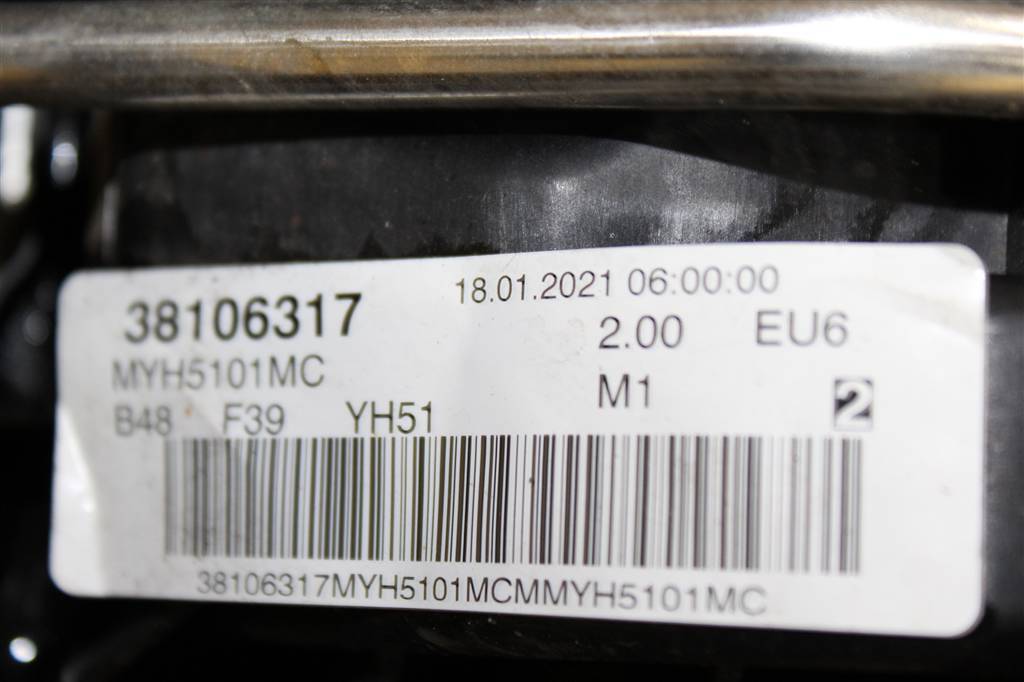 38106317 18.01.2021 06:00:00
MYH5101MC 2.00 EU6
B48 F39 YH51 M1 2
38106317MYH5101MCMMYH5101MC